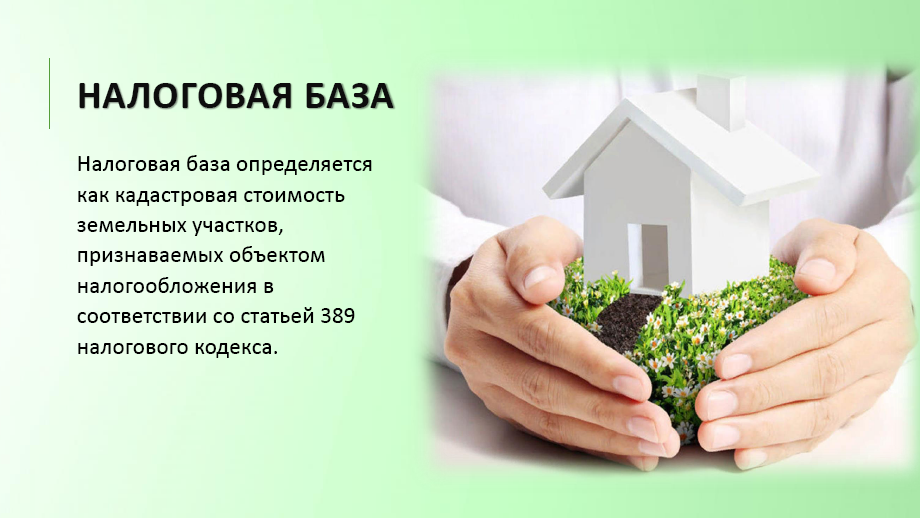 НАЛОГОВАЯ БАЗА
Налоговая база определяется
как кадастровая стоимость
земельных участков,
признаваемых объектом
налогообложения в
соответствии со статьей 389
налогового кодекса.